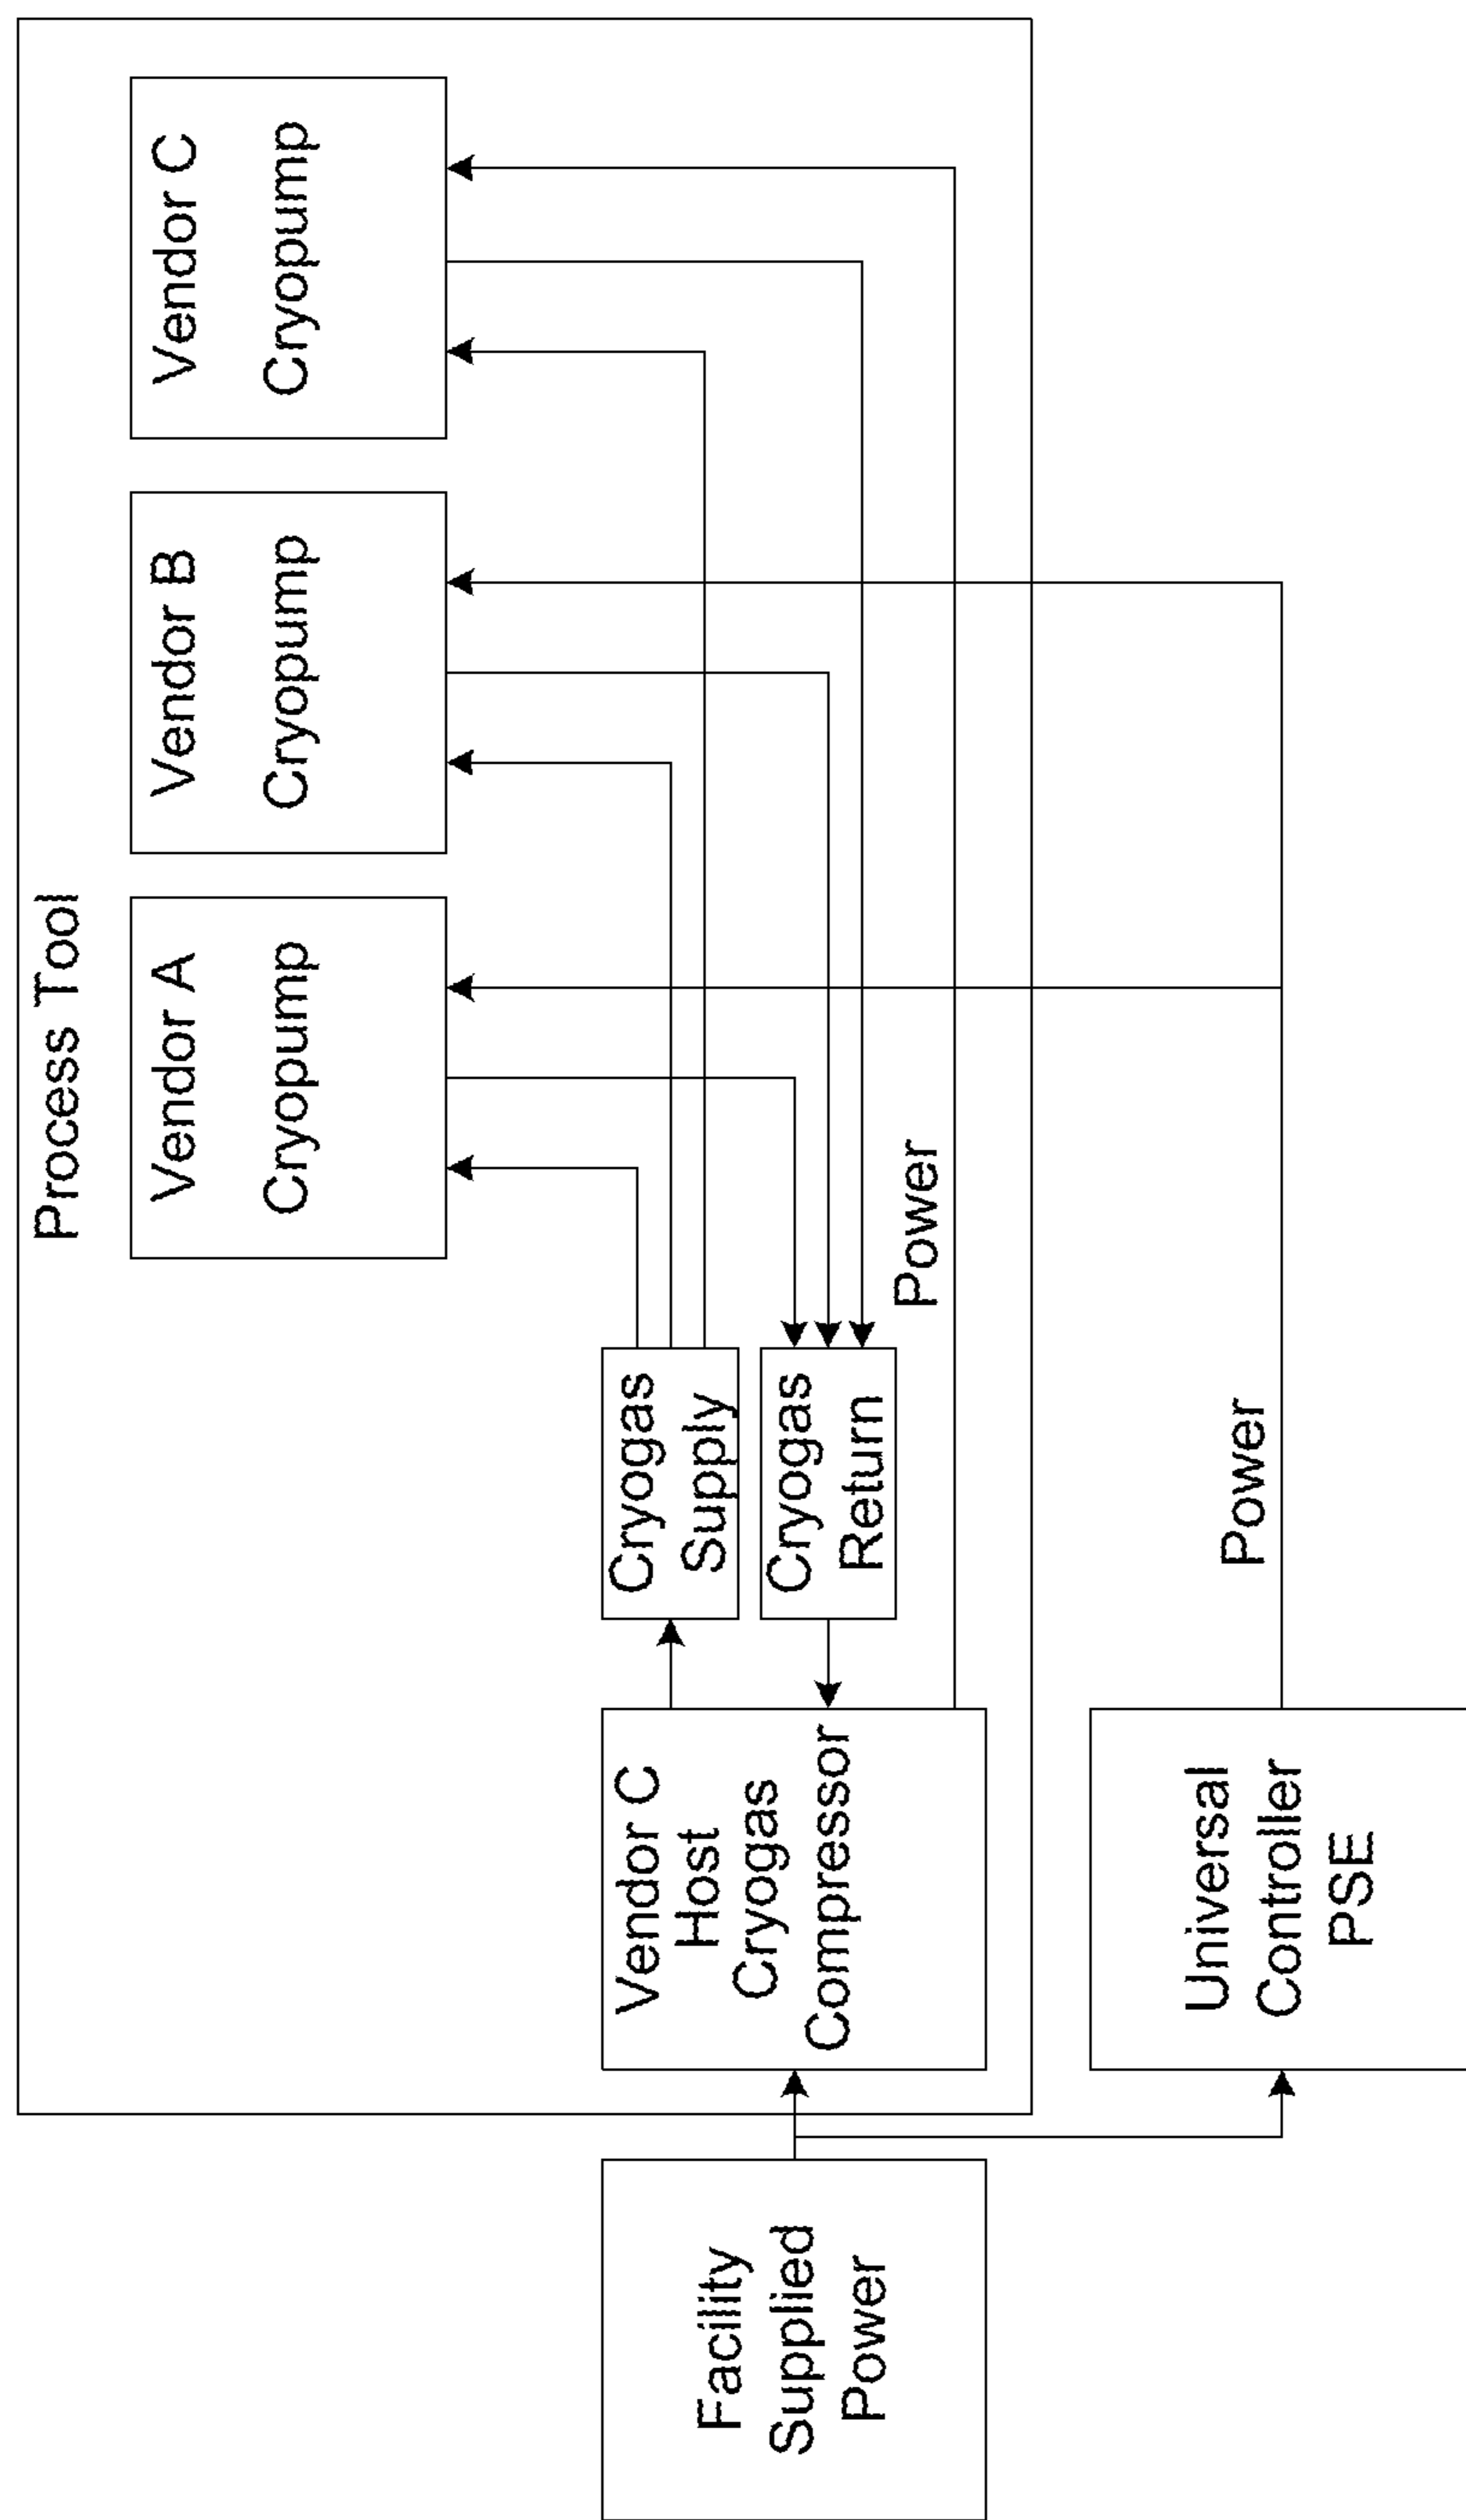 Process Tool
Vendor A
Cryopump
Vendor B
Cryopump
Vendor C
Cryopump
Cryogas
Supply
Cryogas
Return
Power
Facility
Supplied
Power
Vendor C
Host
Cryogas
Compressor
Power
Universal
Controller
PSE